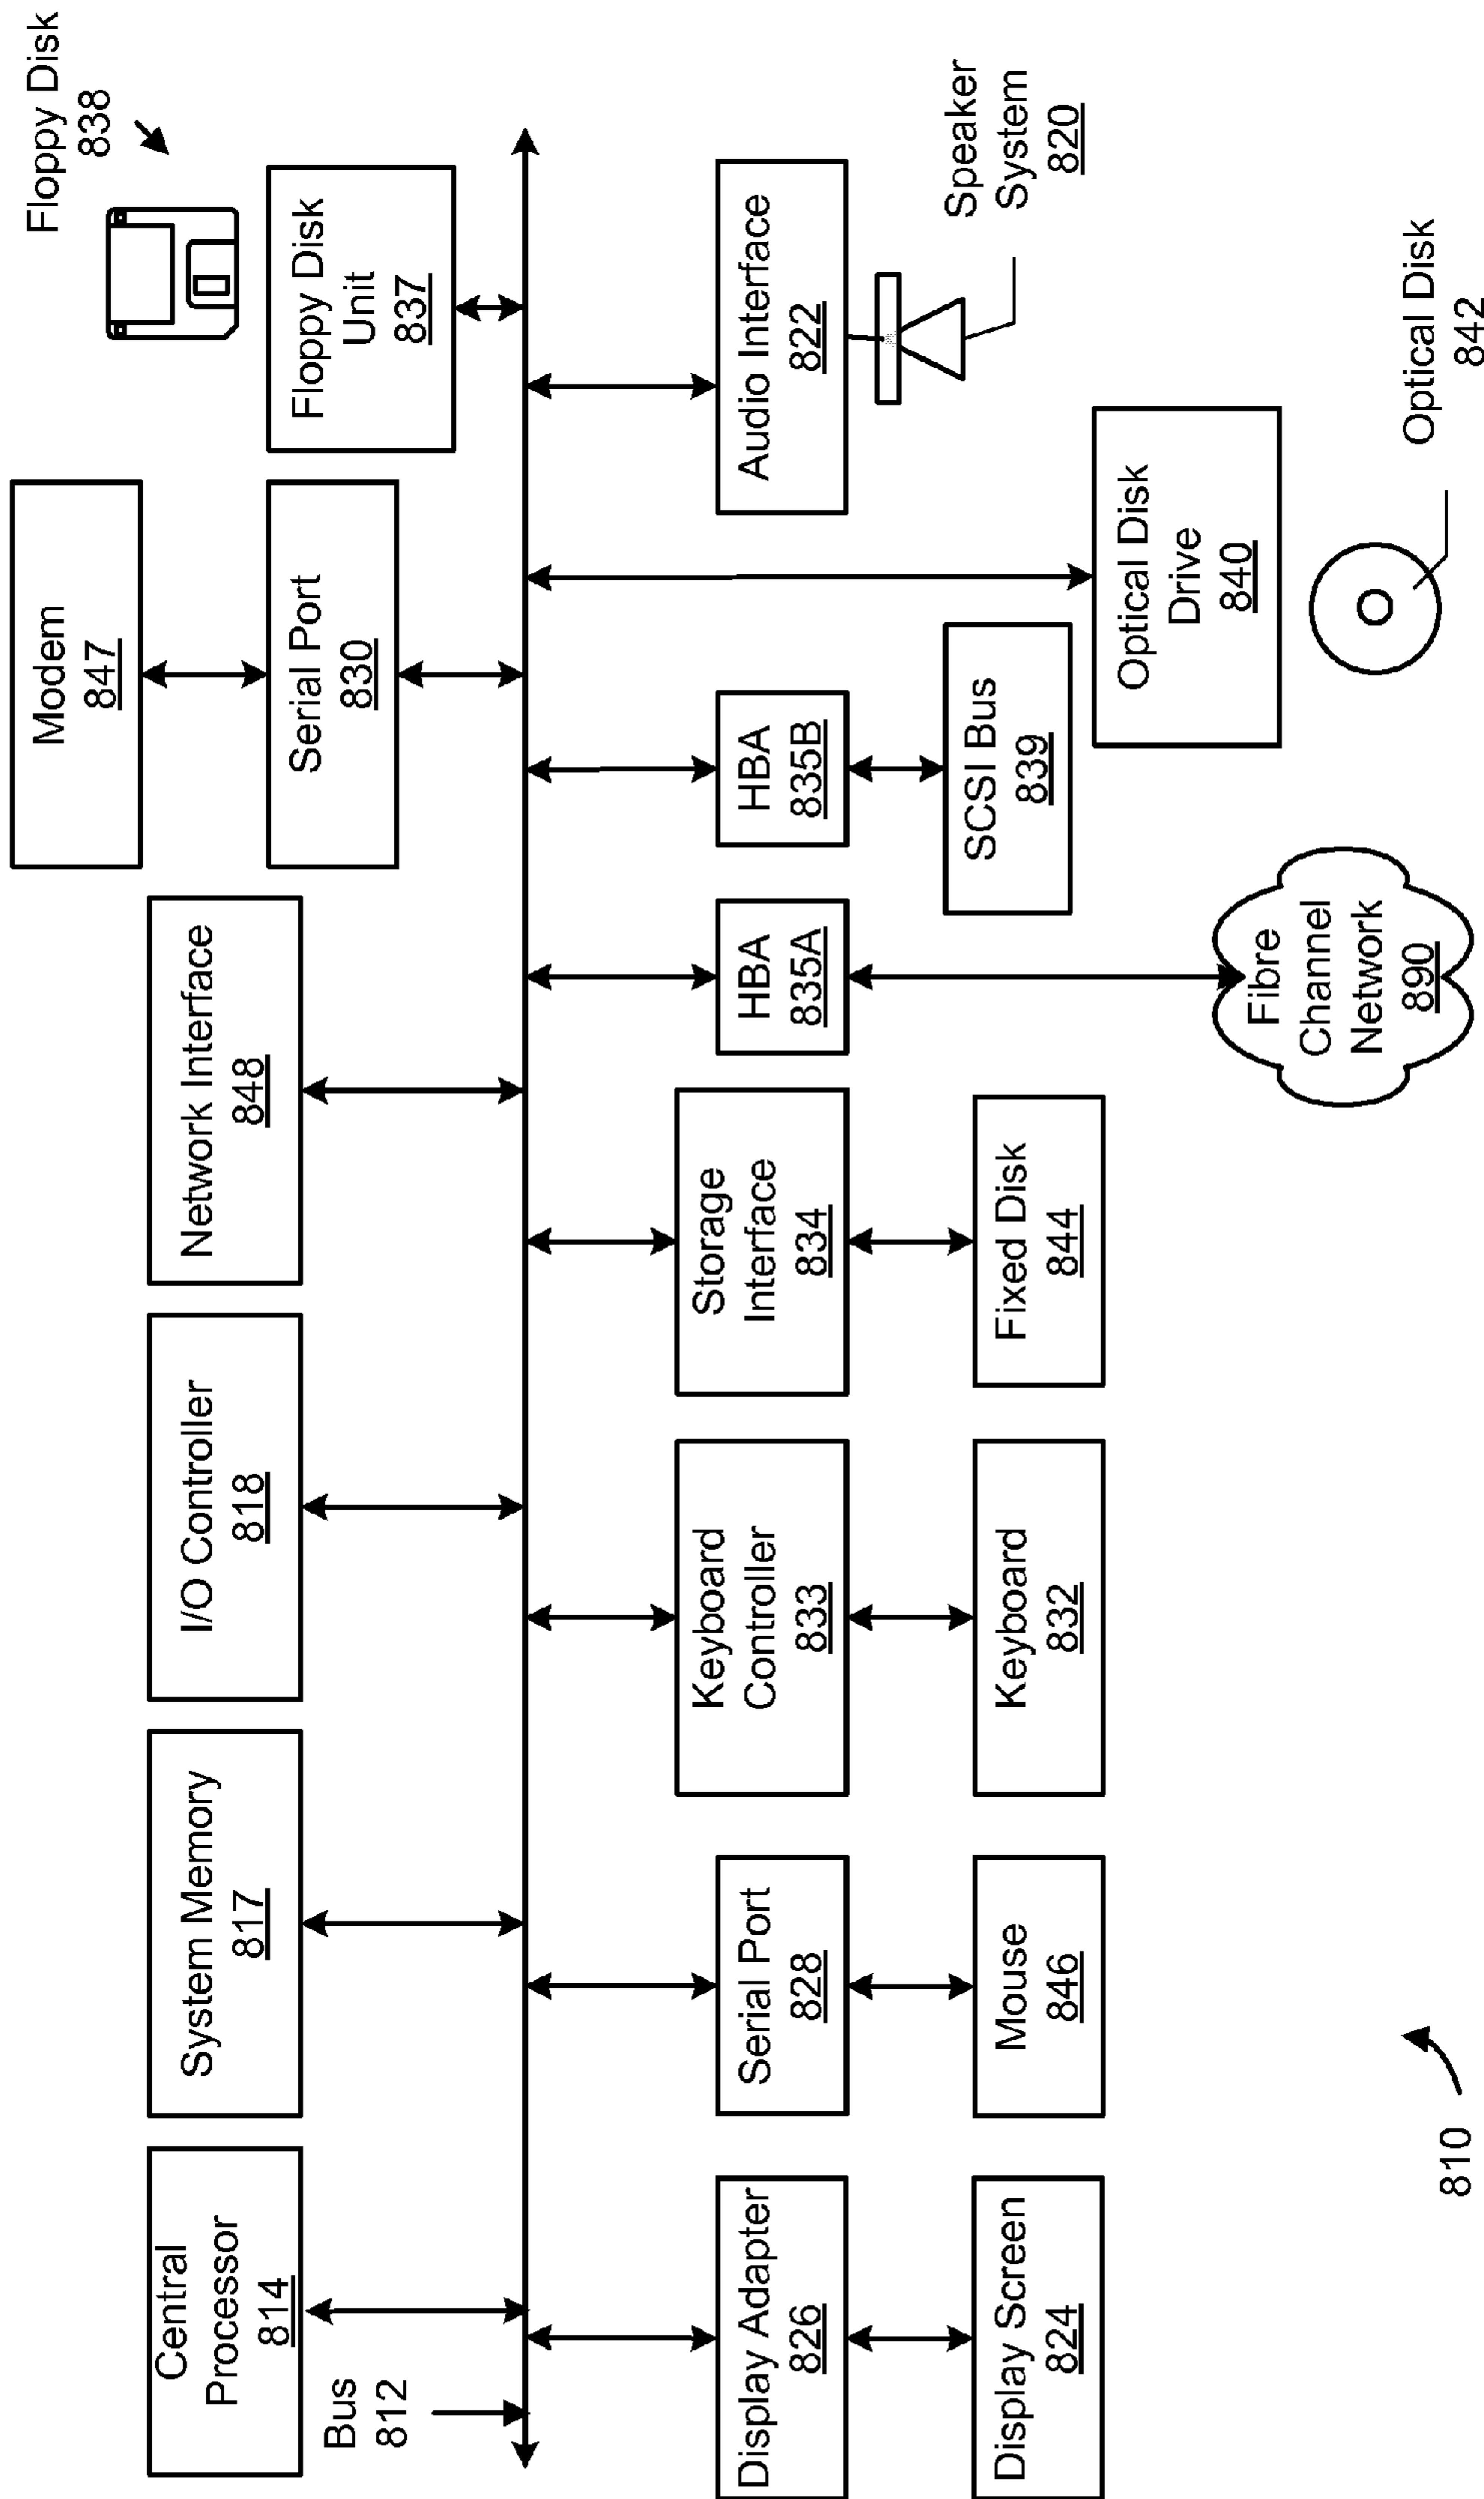 Central
Processor
814
System Memory
817
I/O Controller
818
Network Interface
848
Modem
847
Serial Port
830
Floppy Disk
838
Floppy Disk
Unit
837
Bus
812
Display Adapter
826
Serial Port
828
Keyboard
Controller
833
Storage
Interface
834
HBA
835A
HBA
835B
Audio Interface
822
Display Screen
824
Mouse
846
Keyboard
832
Fixed Disk
844
SCSI Bus
839
Speaker
System
820
Optical Disk
Drive
840
Fibre
Channel
Network
890
Optical Disk
842
810